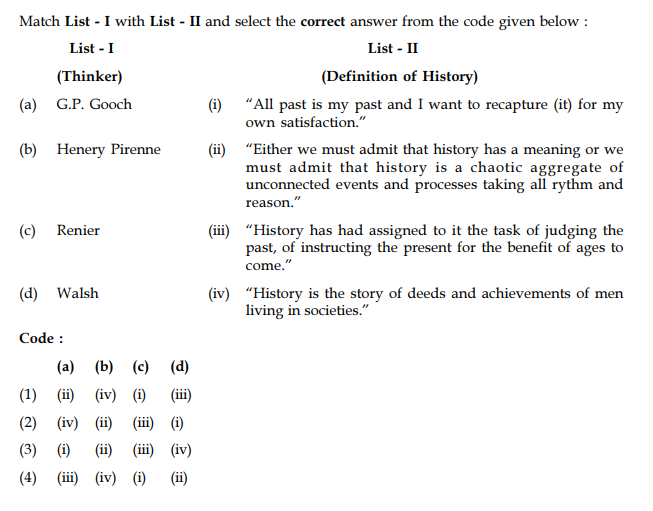 Match List - I with List - II and select the correct answer from the code given below :
List - I List - II
(Thinker) (Definition of History)
(a) G.P. Gooch (i) "All past is my past and I want to recapture (it) for my
own satisfaction."
(b) Henery Pirenne (ii) "Either we must admit that history has a meaning or we
must admit that history is a chaotic aggregate of
unconnected events and processes taking all rythm and
reason."
(c) Renier (iii) "History has had assigned to it the task of judging the
past, of instructing the present for the benefit of ages to
come."
(d) Walsh (iv) "History is the story of deeds and achievements of men
living in societies."
Code :
(a) (b) (c) (d)
(1) (ii) (iv) (i) (iii)
(2) (iv) (ii) (iii) (i)
(3) (i) (ii) (iii) (iv)
(4) (iii) (iv) (i) (ii)